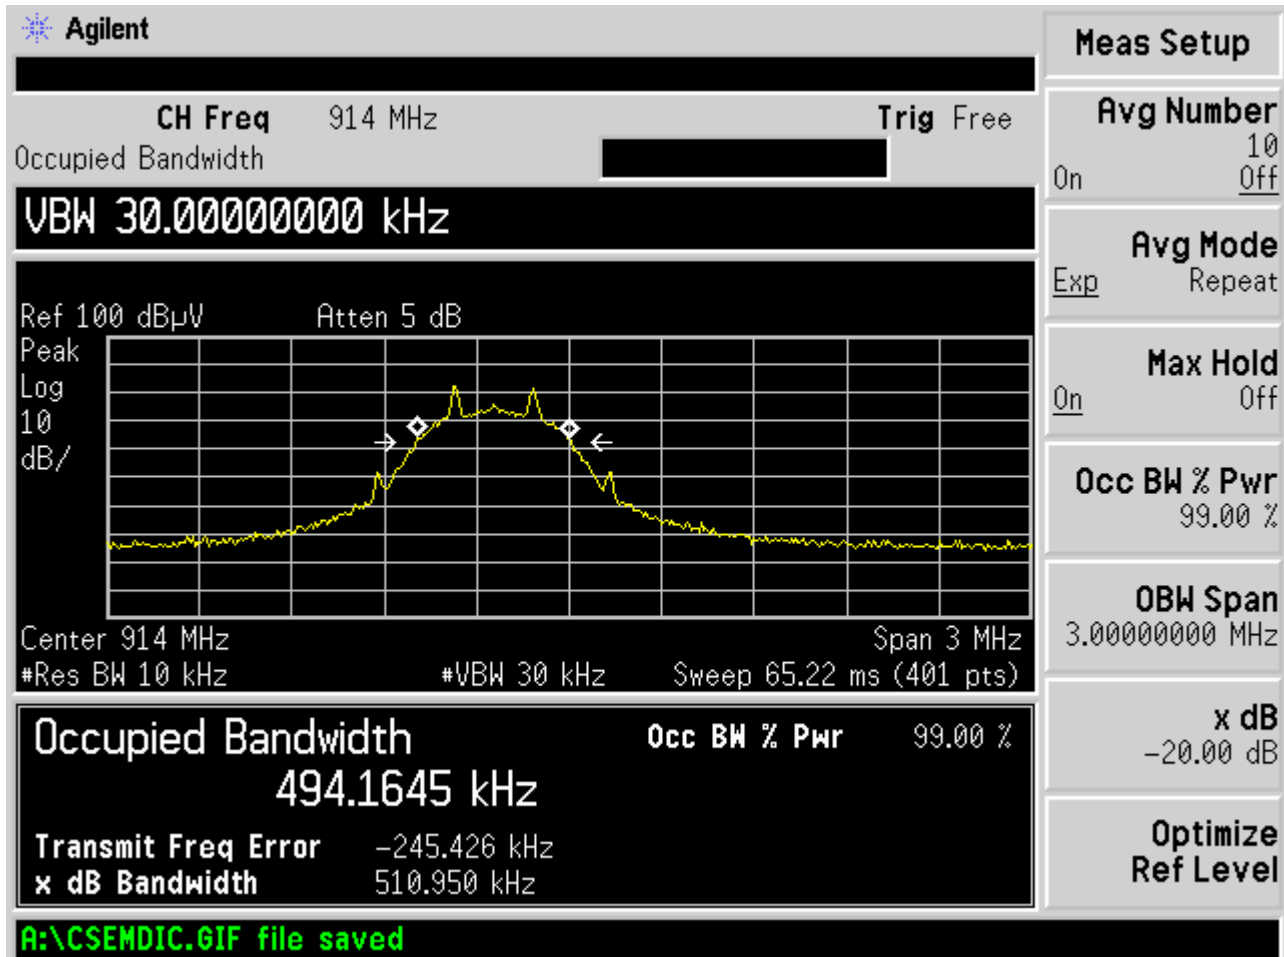 Agilent
CH Freq 914 MHz Trig Free
Occupied Bandwidth
VBW 30.00000000 kHz
Ref 100 dBµV Atten 5 dB
Peak
Log
10
dB/
Center 914 MHz Span 3 MHz
#Res BW 10 kHz #VBW 30 kHz Sweep 65.22 ms (401 pts)
Occupied Bandwidth Occ BW % Pwr 99.00 %
494.1645 kHz
Transmit Freq Error -245.426 kHz
x dB Bandwidth 510.950 kHz
A:\CSEMDIC.GIF file saved
Meas Setup
Avg Number
10
On Off
Avg Mode
Exp Repeat
Max Hold
On Off
Occ BW % Pwr
99.00 %
OBW Span
3.00000000 MHz
x dB
-20.00 dB
Optimize
Ref Level